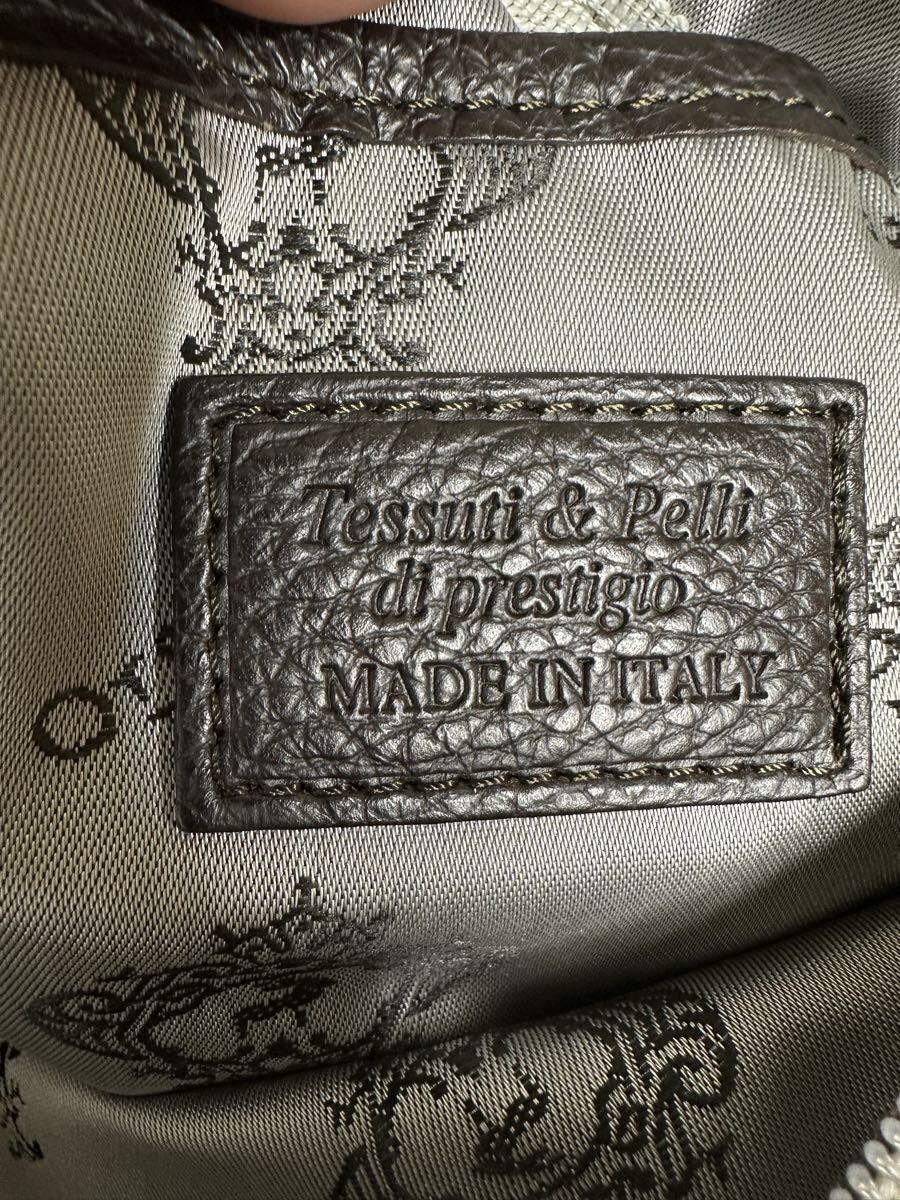 Tessuti & Pelli
di prestigio
MADE IN ITALY